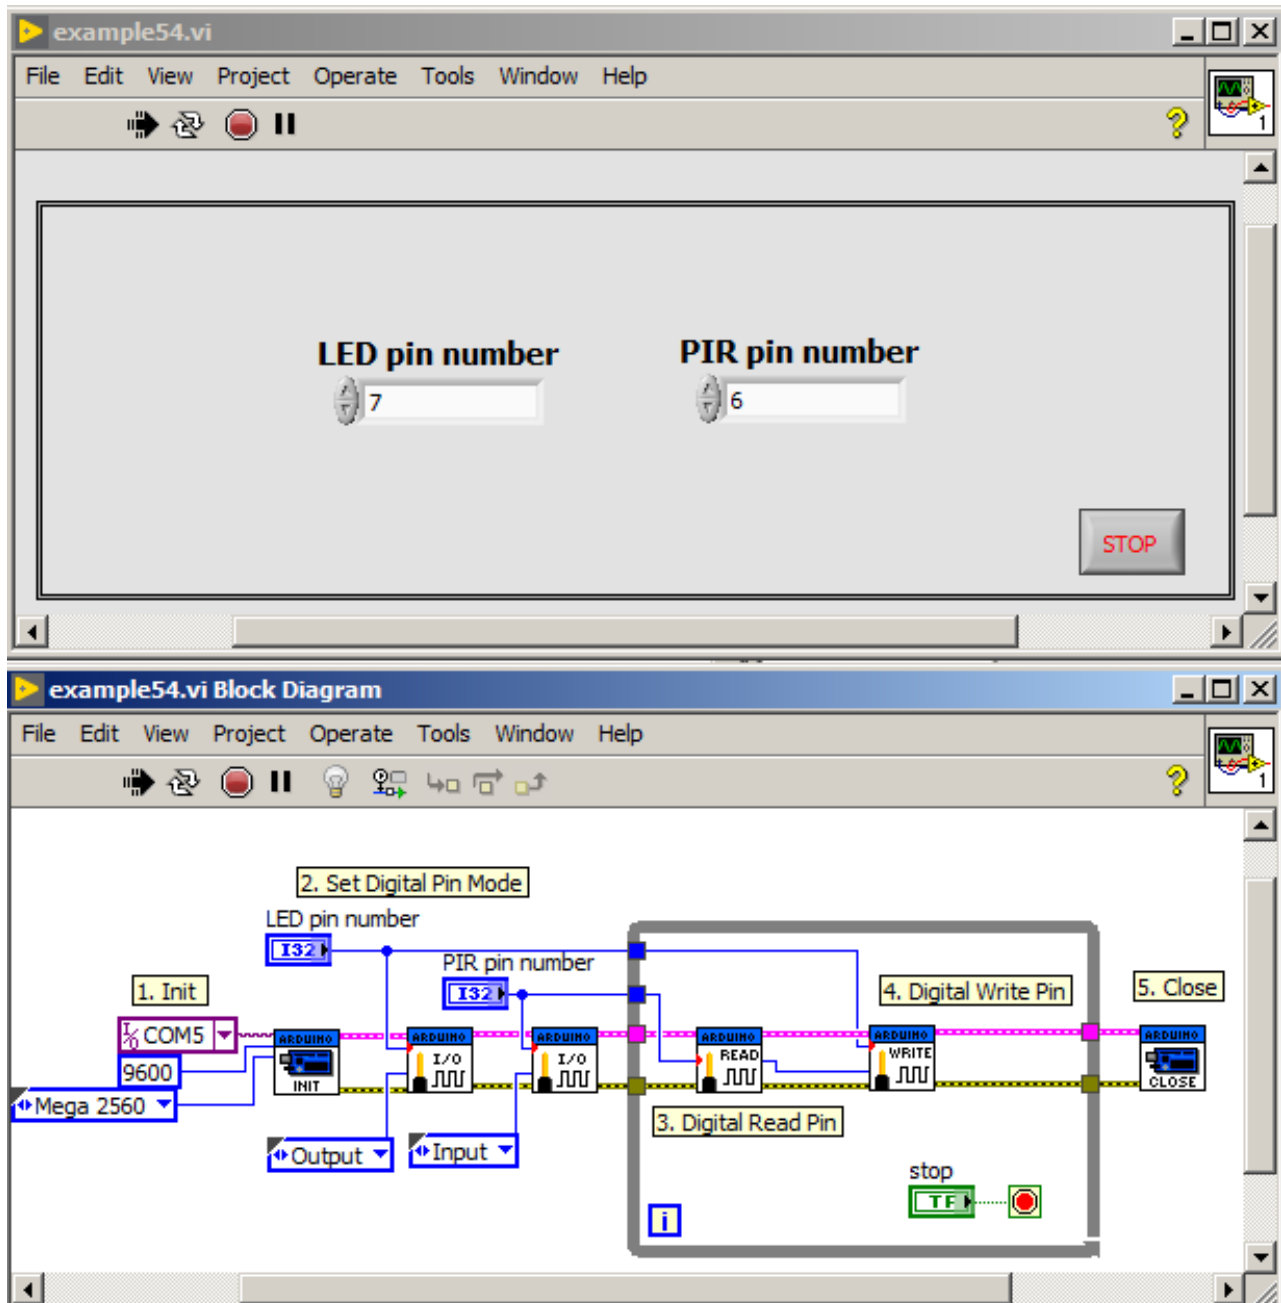 example54.vi
File Edit View Project Operate Tools Window Help
1
LED pin number
PIR pin number
7
6
STOP
example54.vi Block Diagram
File Edit View Project Operate Tools Window Help
1
2. Set Digital Pin Mode
LED pin number
I32
PIR pin number
I32
1. Init
4. Digital Write Pin
5. Close
I/O COM5
ARDUINO
INIT
ARDUINO
I/O
ARDUINO
I/O
ARDUINO
READ
ARDUINO
WRITE
ARDUINO
CLOSE
9600
Mega 2560
3. Digital Read Pin
Output
Input
stop
TF
i